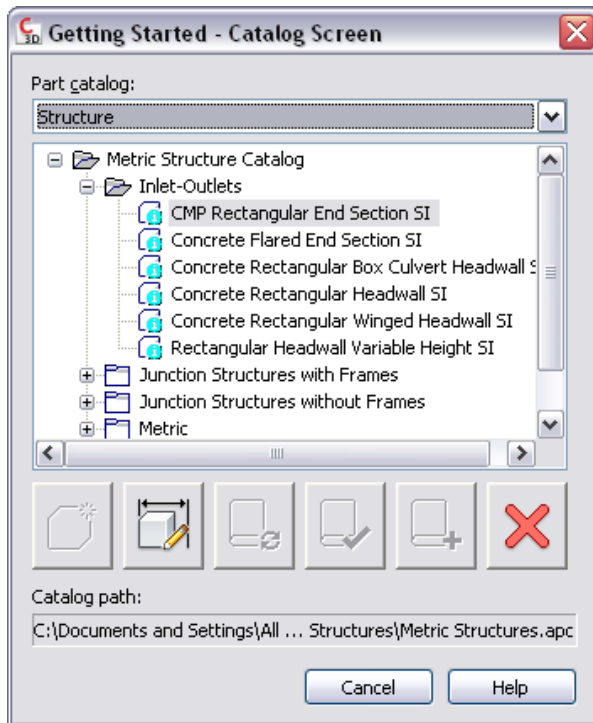 C
3D
Getting Started - Catalog Screen
Part catalog:
Structure
Metric Structure Catalog
Inlet-Outlets
CMP Rectangular End Section SI
Concrete Flared End Section SI
Concrete Rectangular Box Culvert Headwall S
Concrete Rectangular Headwall SI
Concrete Rectangular Winged Headwall SI
Rectangular Headwall Variable Height SI
Junction Structures with Frames
Junction Structures without Frames
Metric
Catalog path:
C:\Documents and Settings\All ... Structures\Metric Structures.apc
Cancel
Help